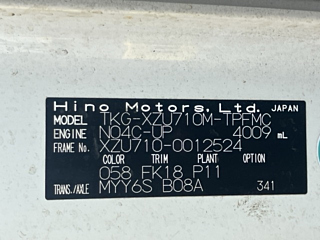 Hino Motors, Ltd. JAPAN
MODEL TKG-XZU710M-TPFMC
ENGINE N04C-UP 4009 mL
FRAME No. XZU710-0012524
COLOR TRIM PLANT OPTION
058 FK18 P11
TRANS./AXLE MYY6S B08A 341